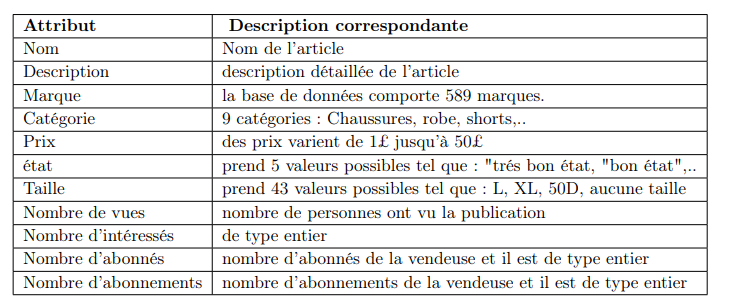 Attribut Description correspondante
Nom Nom de l'article
Description description détaillée de l'article
Marque la base de données comporte 589 marques.
Catégorie 9 catégories : Chaussures, robe, shorts,..
Prix des prix varient de 1£ jusqu'à 50£
état prend 5 valeurs possibles tel que : "trés bon état, "bon état",..
Taille prend 43 valeurs possibles tel que : L, XL, 50D, aucune taille
Nombre de vues nombre de personnes ont vu la publication
Nombre d'intéressés de type entier
Nombre d'abonnés nombre d'abonnés de la vendeuse et il est de type entier
Nombre d'abonnements nombre d'abonnements de la vendeuse et il est de type entier